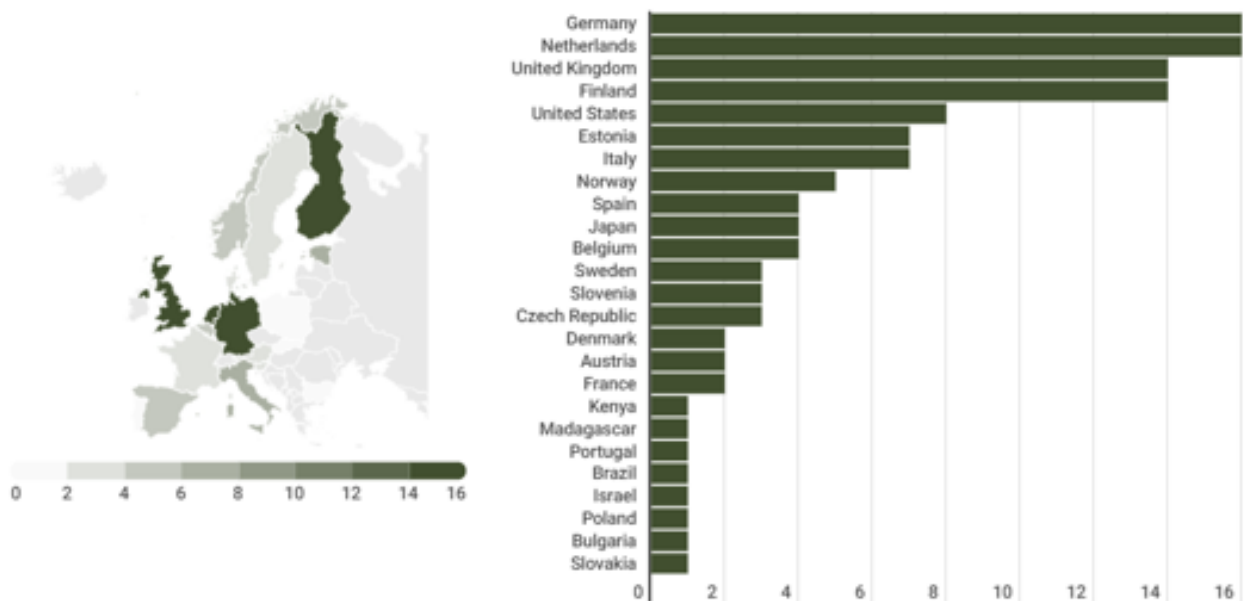 0 2 4 6 8 10 12 14 16
Germany
Netherlands
United Kingdom
Finland
United States
Estonia
Italy
Norway
Spain
Japan
Belgium
Sweden
Slovenia
Czech Republic
Denmark
Austria
France
Kenya
Madagascar
Portugal
Brazil
Israel
Poland
Bulgaria
Slovakia
0 2 4 6 8 10 12 14 16